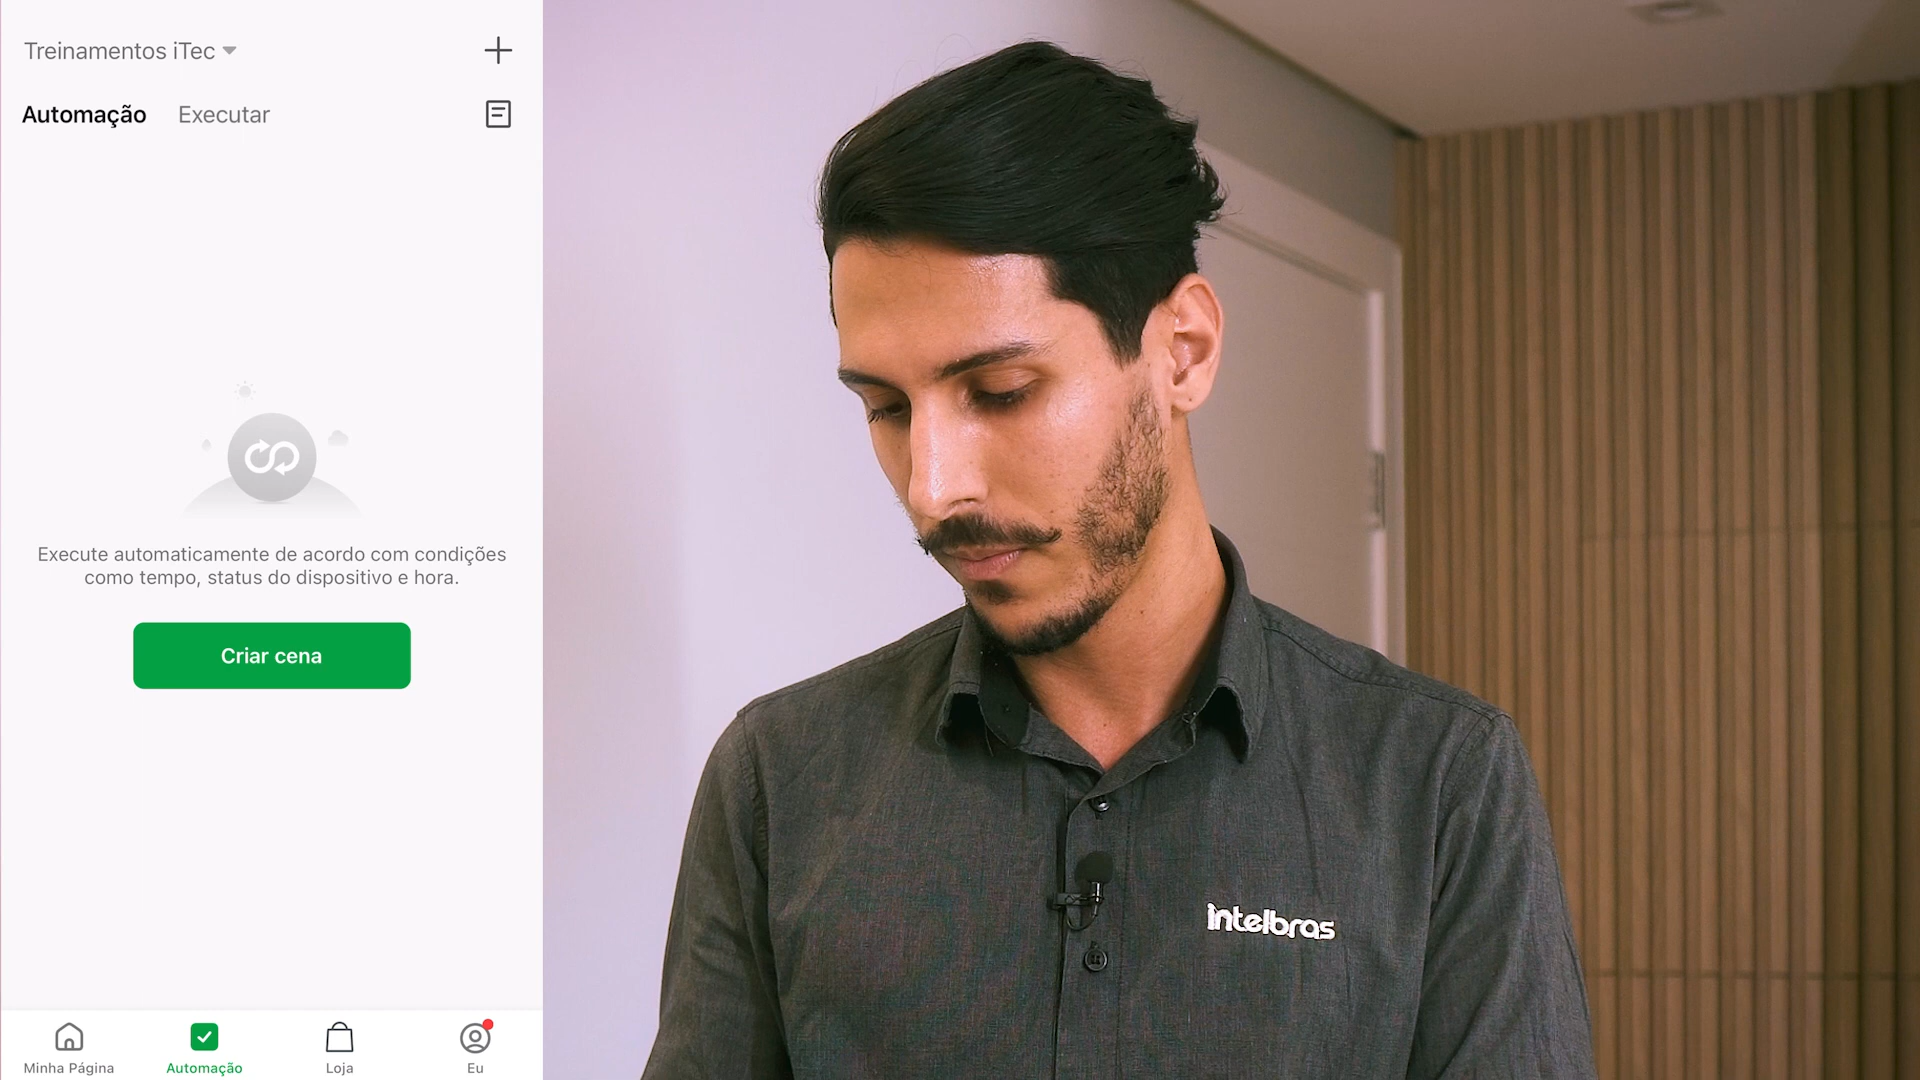 Treinamentos iTec
Automação
Executar
Execute automaticamente de acordo com condições
como tempo, status do dispositivo e hora.
Criar cena
Minha Página
Automação
Loja
Eu
intelbras